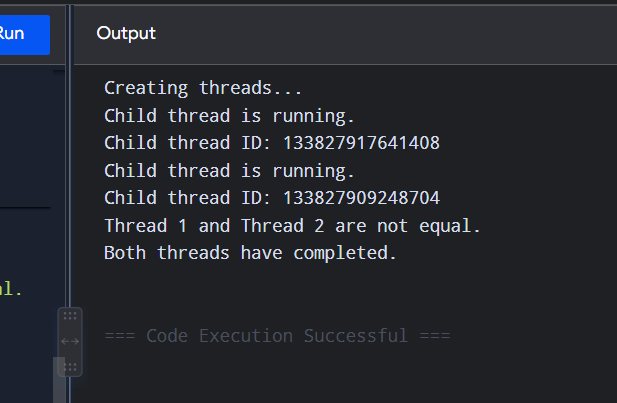 Run
Output
Creating threads...
Child thread is running.
Child thread ID: 133827917641408
Child thread is running.
Child thread ID: 133827909248704
Thread 1 and Thread 2 are not equal.
Both threads have completed.
al.
=== Code Execution Successful ===